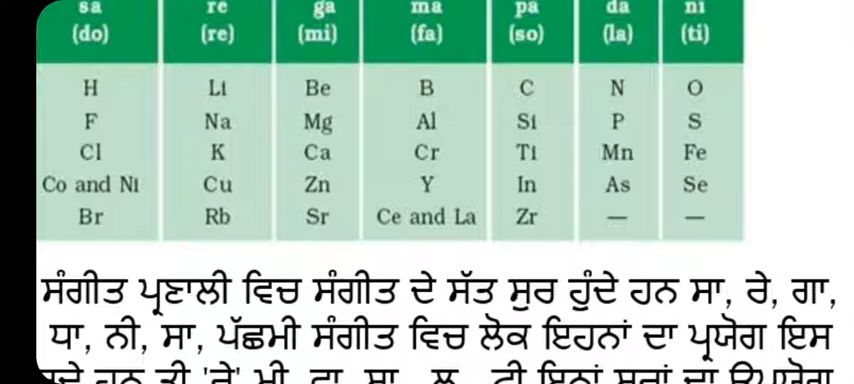 sa re ga ma pa da ni
(do) (re) (mi) (fa) (so) (la) (ti)
H Li Be B C N O
F Na Mg Al Si P S
Cl K Ca Cr Ti Mn Fe
Co and Ni Cu Zn Y In As Se
Br Rb Sr Ce and La Zr — —
ਸੰਗੀਤ ਪ੍ਰਣਾਲੀ ਵਿਚ ਸੰਗੀਤ ਦੇ ਸੱਤ ਸੁਰ ਹੁੰਦੇ ਹਨ ਸਾ, ਰੇ, ਗਾ,
ਧਾ, ਨੀ, ਸਾ, ਪੱਛਮੀ ਸੰਗੀਤ ਵਿਚ ਲੋਕ ਇਹਨਾਂ ਦਾ ਪ੍ਰਯੋਗ ਇਸ
ਹਨ 'ਰੇ' ਮੀ ਦਾ